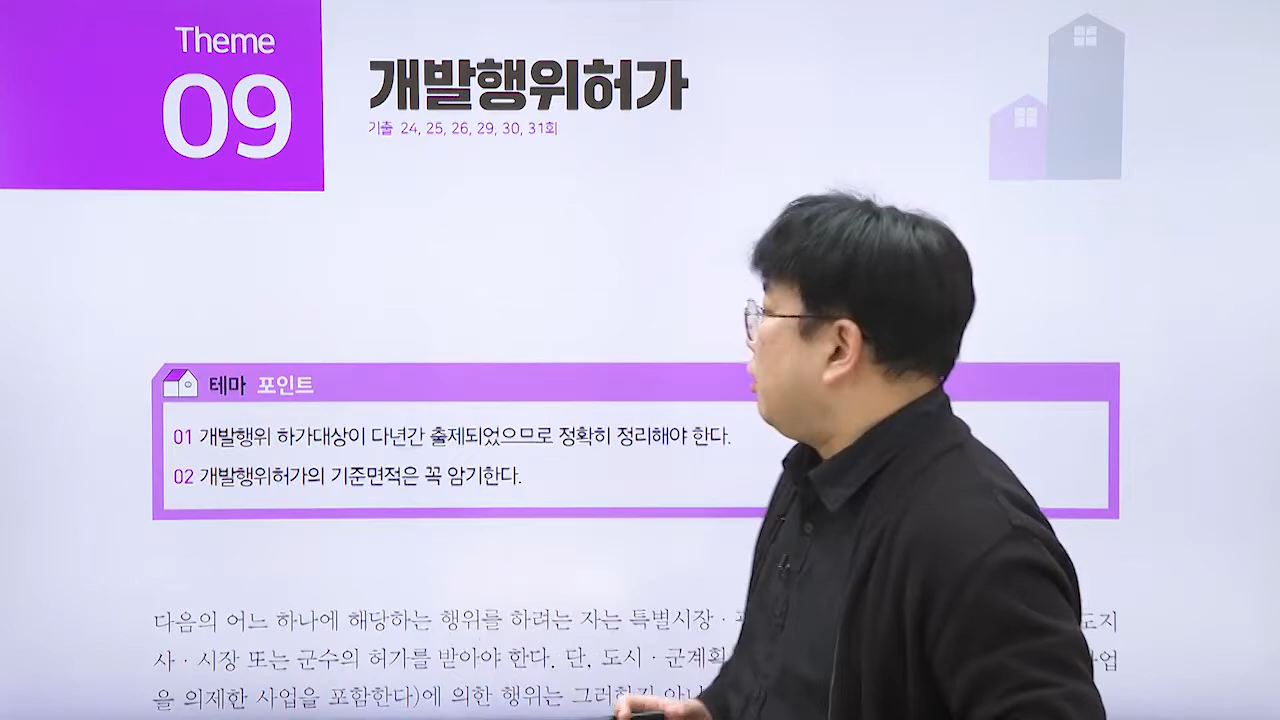 Theme
09
개발행위허가
기출 24, 25, 26, 29, 30, 31회
테마 포인트
01 개발행위 하가대상이 다년간 출제되었으므로 정확히 정리해야 한다.
02 개발행위허가의 기준면적은 꼭 암기한다.
다음의 어느 하나에 해당하는 행위를 하려는 자는 특별시장 · 도지
사 · 시장 또는 군수의 허가를 받아야 한다. 단, 도시 · 군계획
을 의제한 사업을 포함한다)에 의한 행위는